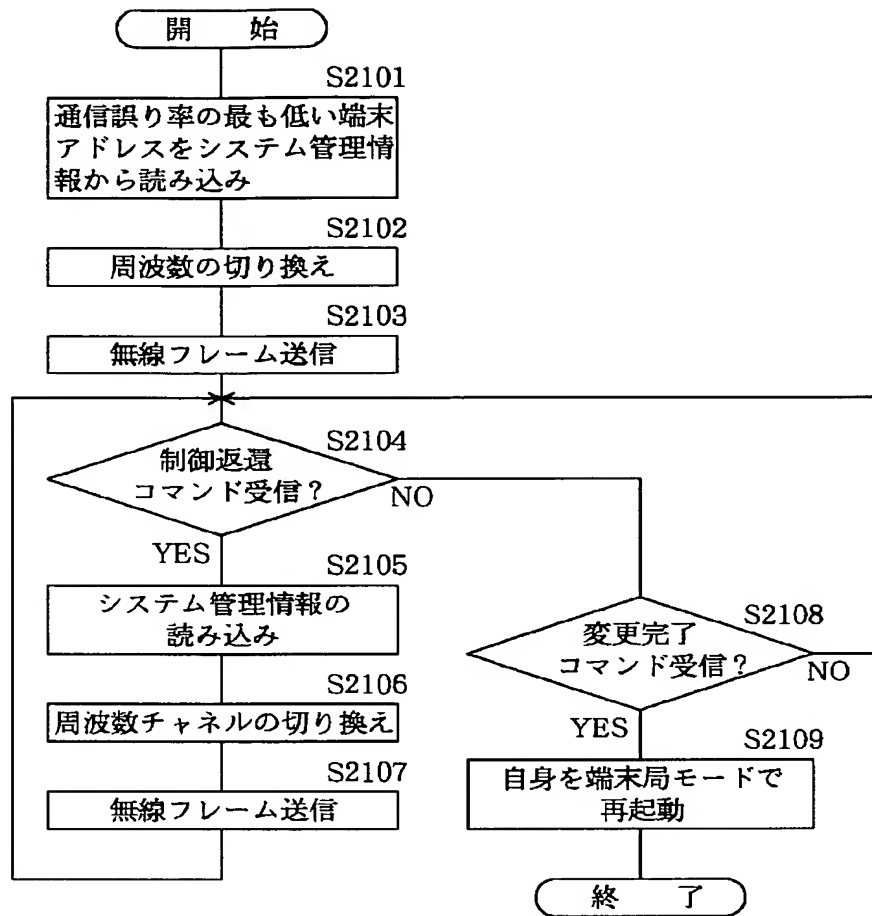 開 始
S2101
通信誤り率の最も低い端末
アドレスをシステム管理情
報から読み込み
S2102
周波数の切り換え
S2103
無線フレーム送信
S2104
制御返還
コマンド受信？
NO
YES
S2105
システム管理情報の
読み込み
S2106
周波数チャネルの切り換え
S2107
無線フレーム送信
S2108
変更完了
コマンド受信？
NO
YES
S2109
自身を端末局モードで
再起動
終 了